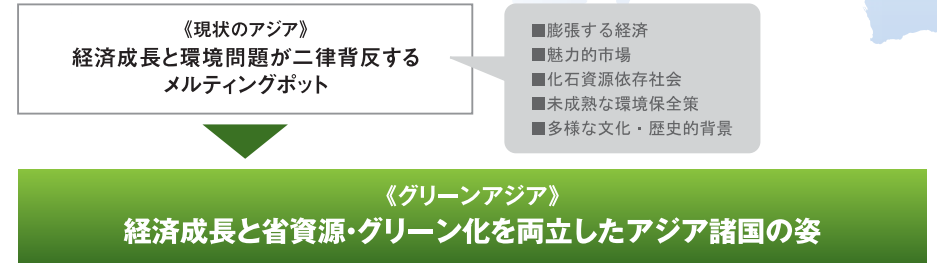 《現状のアジア》
経済成長と環境問題が二律背反する
メルティングポット
■膨張する経済
■魅力的市場
■化石資源依存社会
■未成熟な環境保全策
■多様な文化・歴史的背景
《グリーンアジア》
経済成長と省資源・グリーン化を両立したアジア諸国の姿